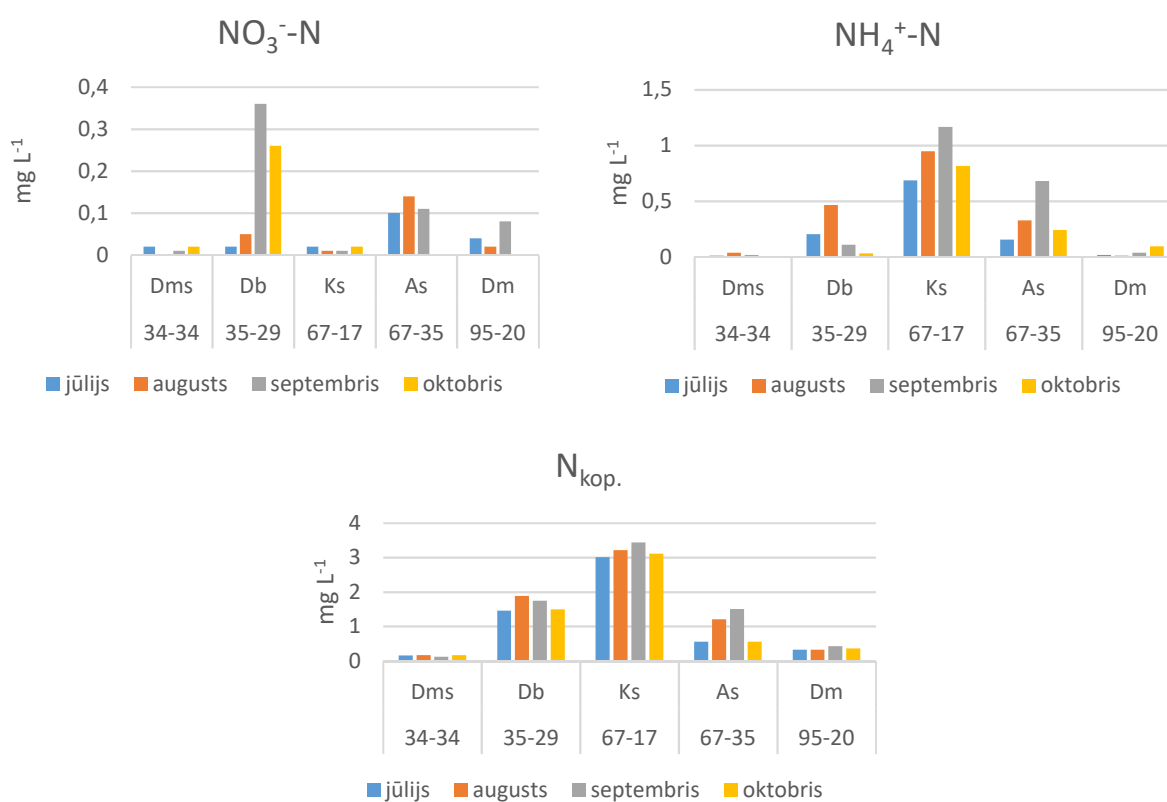 NO₃⁻-N
mg L⁻¹
0,4
0,3
0,2
0,1
0
Dms Db Ks As Dm
34-34 35-29 67-17 67-35 95-20
jūlijs augusts septembris oktobris
NH₄⁺-N
mg L⁻¹
1,5
1
0,5
0
Dms Db Ks As Dm
34-34 35-29 67-17 67-35 95-20
jūlijs augusts septembris oktobris
Nₖₒₚ.
mg L⁻¹
4
3
2
1
0
Dms Db Ks As Dm
34-34 35-29 67-17 67-35 95-20
jūlijs augusts septembris oktobris